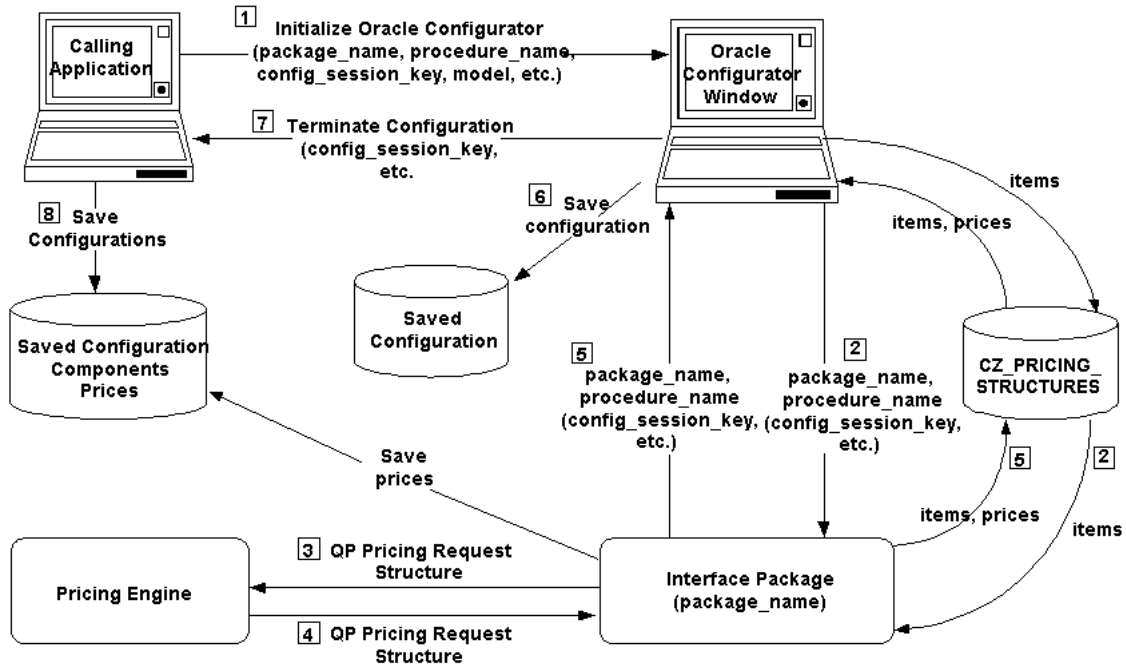 1
Initialize Oracle Configurator
(package_name, procedure_name,
config_session_key, model, etc.)
Calling
Application
Oracle
Configurator
Window
7
Terminate Configuration
(config_session_key,
etc.
items
items, prices
6
Save
configuration
8
Save
Configurations
Saved
Configuration
Saved Configuration
Components
Prices
CZ_PRICING_
STRUCTURES
5
package_name,
procedure_name
(config_session_key,
etc.)
2
package_name,
procedure_name
(config_session_key,
etc.)
Save
prices
5
2
items, prices
items
3
QP Pricing Request
Structure
Pricing Engine
Interface Package
(package_name)
4
QP Pricing Request
Structure